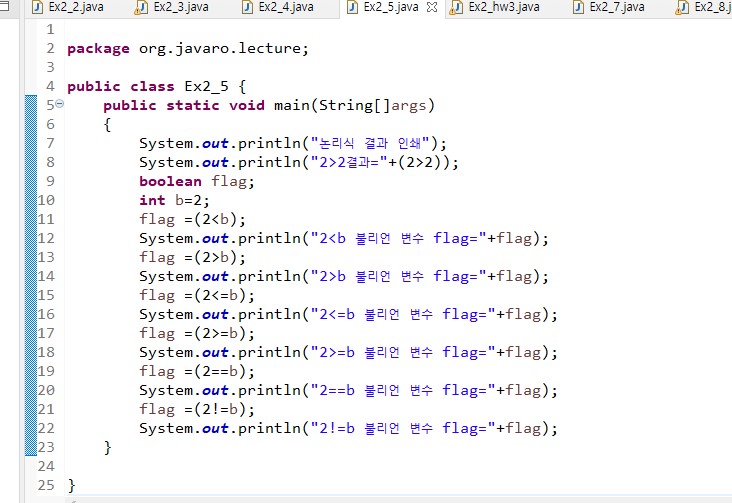 Ex2_2.java Ex2_3.java Ex2_4.java Ex2_5.java Ex2_hw3.java Ex2_7.java Ex2_8.j
1
2 package org.javaro.lecture;
3
4 public class Ex2_5 {
5 public static void main(String[]args)
6 {
7 System.out.println("논리식 결과 인쇄");
8 System.out.println("2>2결과="+(2>2));
9 boolean flag;
10 int b=2;
11 flag =(2<b);
12 System.out.println("2<b 불리언 변수 flag="+flag);
13 flag =(2>b);
14 System.out.println("2>b 불리언 변수 flag="+flag);
15 flag =(2<=b);
16 System.out.println("2<=b 불리언 변수 flag="+flag);
17 flag =(2>=b);
18 System.out.println("2>=b 불리언 변수 flag="+flag);
19 flag =(2==b);
20 System.out.println("2==b 불리언 변수 flag="+flag);
21 flag =(2!=b);
22 System.out.println("2!=b 불리언 변수 flag="+flag);
23 }
24
25 }